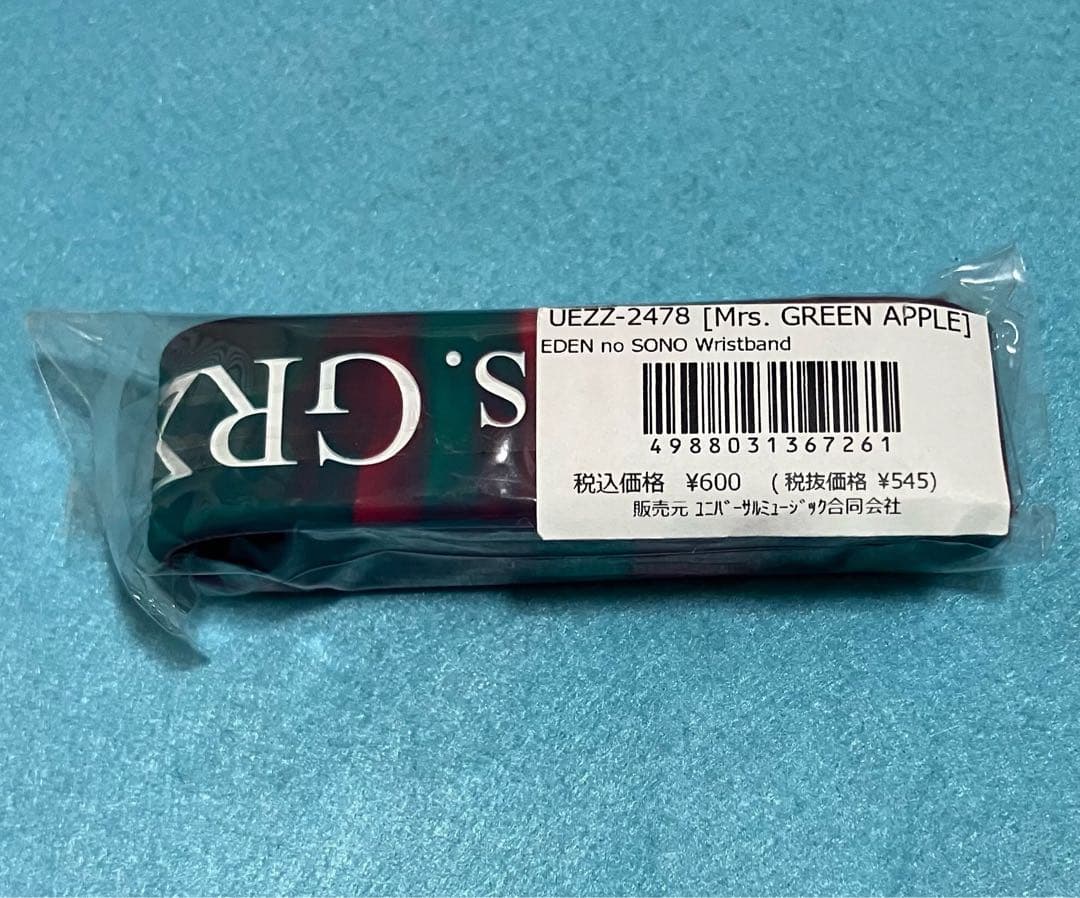 s. GR
UEZZ-2478 [Mrs. GREEN APPLE]
EDEN no SONO Wristband
4988031367261
税込価格 ¥600 (税抜価格 ¥545)
販売元 ﾕﾆﾊﾞｰｻﾙﾐｭｰｼﾞｯｸ合同会社